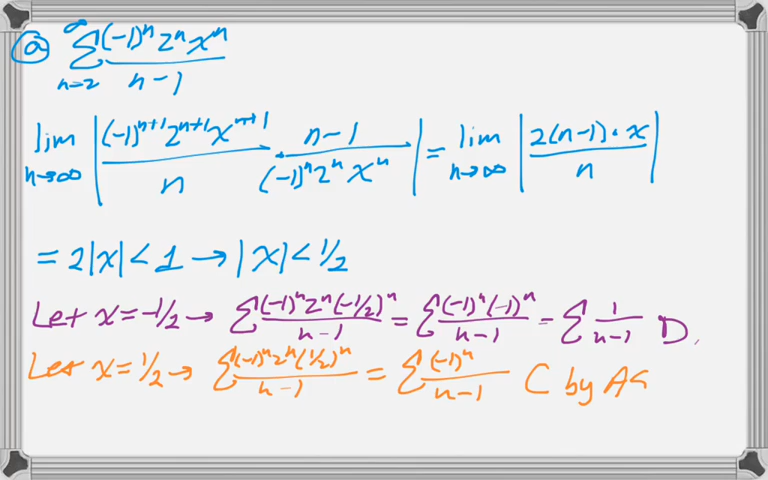 a ∞ Σ n=2 (-1)^n 2^n x^n / n-1
lim n→∞ | (-1)^{n+1} 2^{n+1} x^{n+1} / n · n-1 / (-1)^n 2^n x^n | = lim n→∞ | 2(n-1)·x / n |
= 2|x| < 1 → |x| < 1/2
Let x = -1/2 → Σ (-1)^n 2^n (-1/2)^n / n-1 = Σ (-1)^n (-1)^n / n-1 = Σ 1 / n-1 D.
Let x = 1/2 → Σ (-1)^n 2^n (1/2)^n / n-1 = Σ (-1)^n / n-1 C by AS